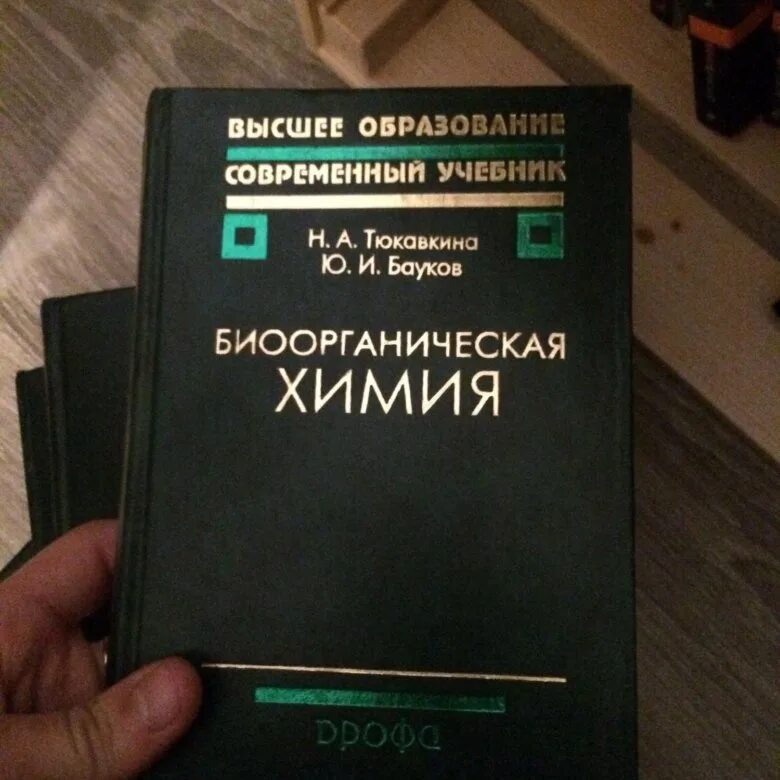 ВЫСШЕЕ ОБРАЗОВАНИЕ
СОВРЕМЕННЫЙ УЧЕБНИК
Н. А. Тюкавкина
Ю. И. Бауков
БИООРГАНИЧЕСКАЯ
ХИМИЯ
ДРОФА